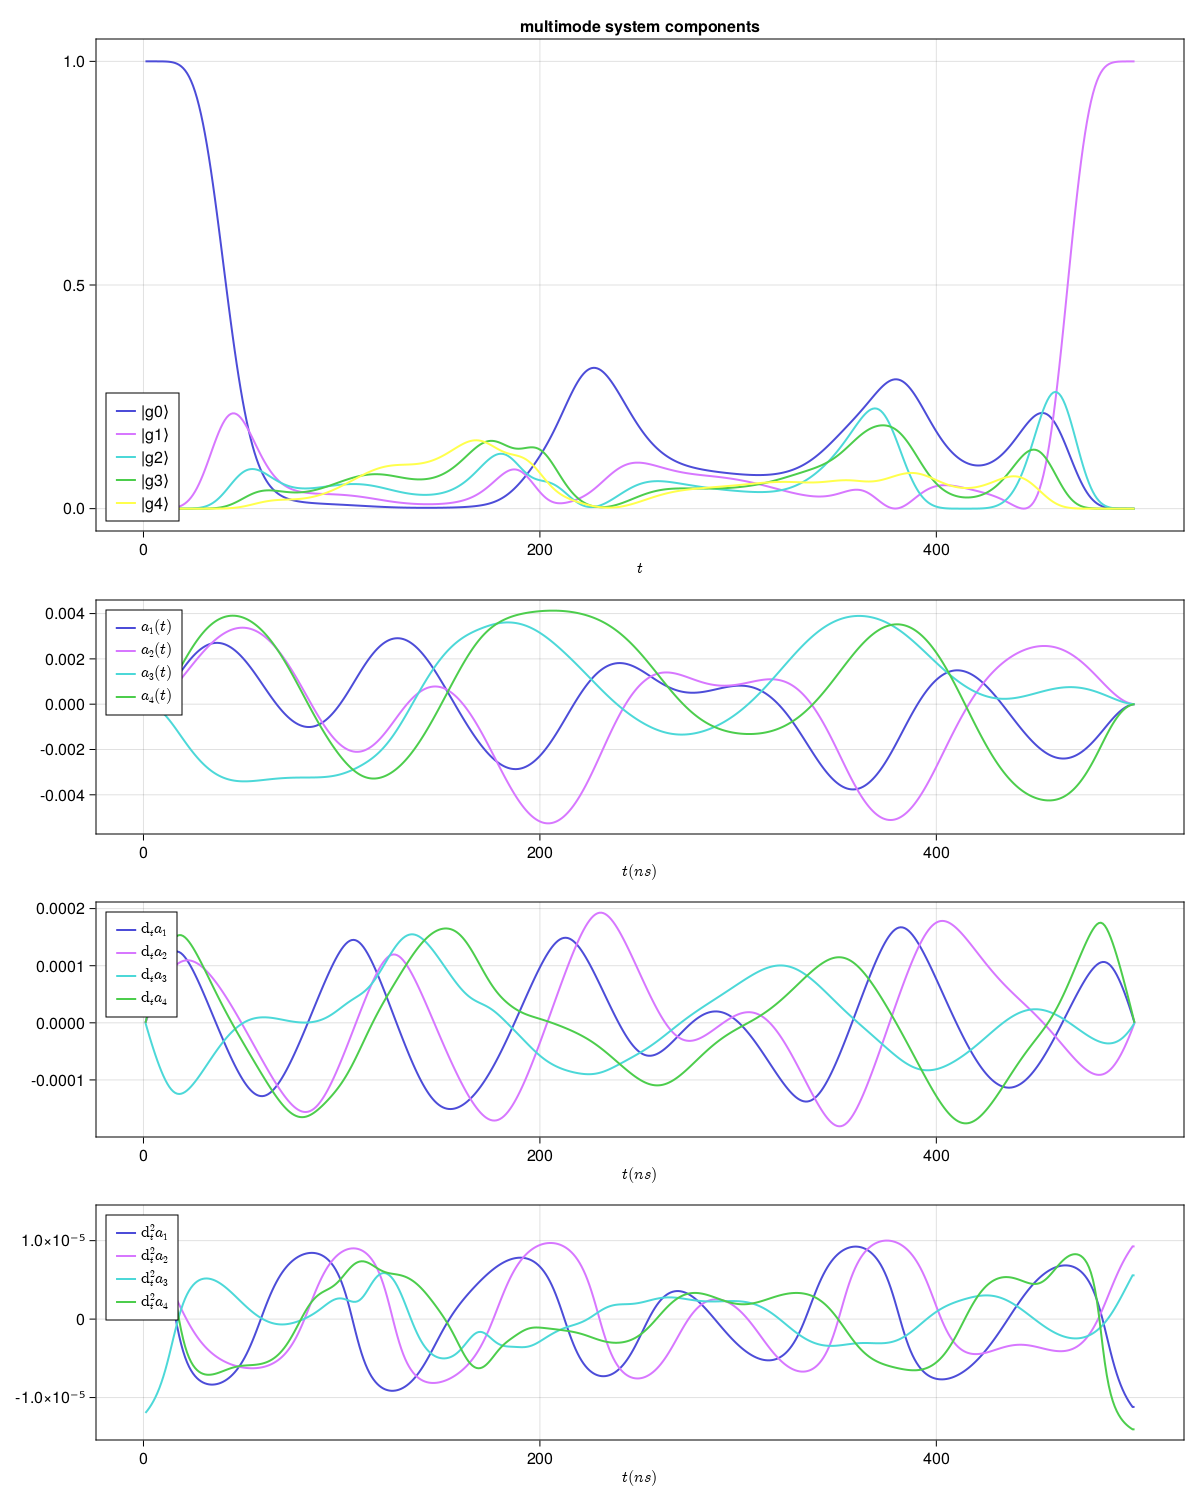 multimode system components
1.0
0.5
0.0
|g0⟩
|g1⟩
|g2⟩
|g3⟩
|g4⟩
0 200 400
t
0.004
0.002
0.000
-0.002
-0.004
a₁(t)
a₂(t)
a₃(t)
a₄(t)
0 200 400
t(ns)
0.0002
0.0001
0.0000
-0.0001
dₜa₁
dₜa₂
dₜa₃
dₜa₄
0 200 400
t(ns)
1.0×10⁻⁵
0
-1.0×10⁻⁵
d²ₜa₁
d²ₜa₂
d²ₜa₃
d²ₜa₄
0 200 400
t(ns)